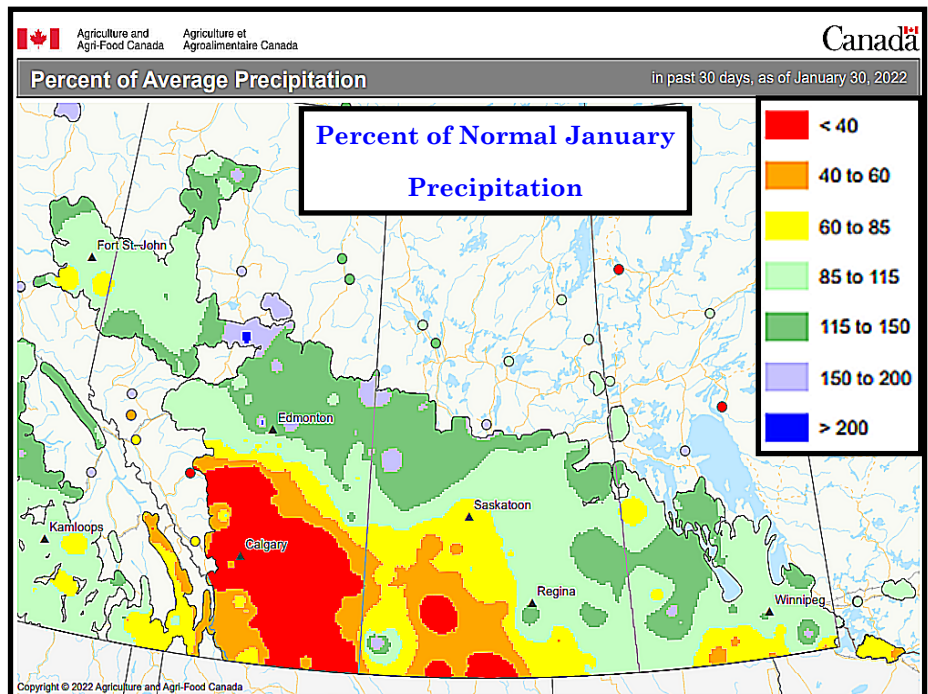 Agriculture and
Agri-Food Canada
Agriculture et
Agroalimentaire Canada
Canada
Percent of Average Precipitation
in past 30 days, as of January 30, 2022
Percent of Normal January
Precipitation
< 40
40 to 60
60 to 85
85 to 115
115 to 150
150 to 200
> 200
Fort St. John
Edmonton
Saskatoon
Kamloops
Calgary
Regina
Winnipeg
Copyright © 2022 Agriculture and Agri-Food Canada